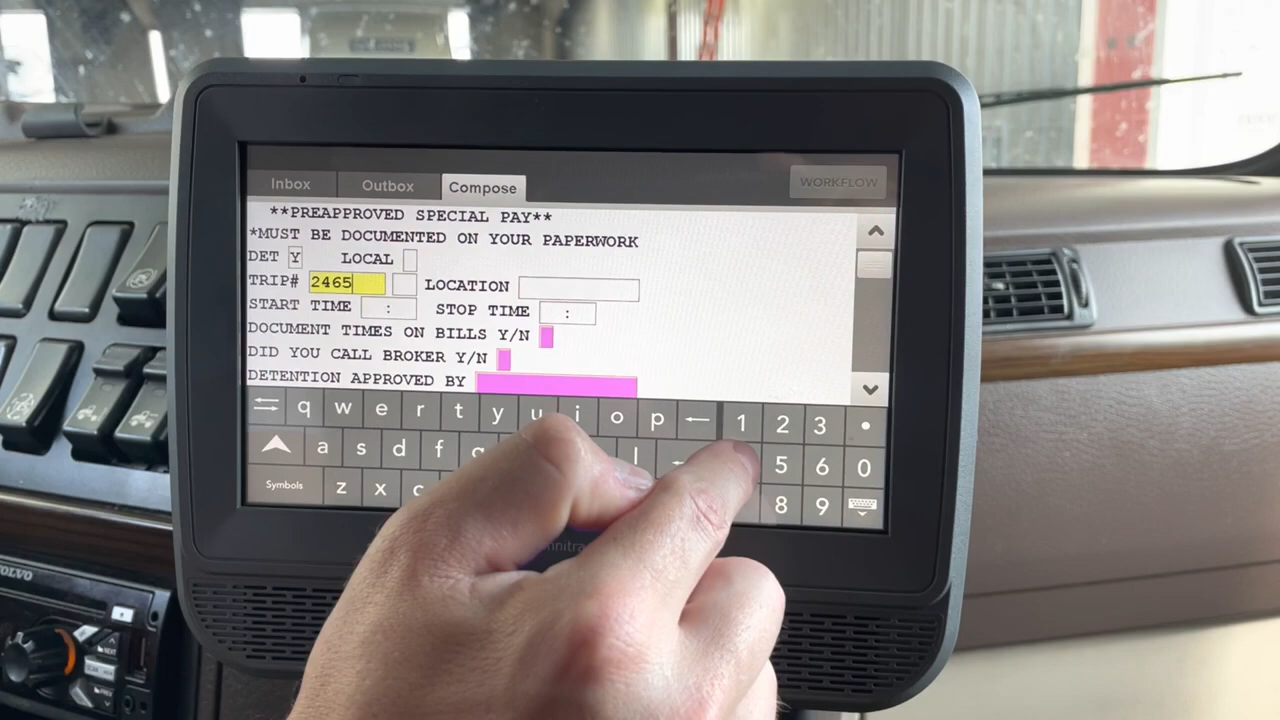 Inbox Outbox Compose WORKFLOW
**PREAPPROVED SPECIAL PAY**
*MUST BE DOCUMENTED ON YOUR PAPERWORK
DET Y LOCAL
TRIP# 2465 LOCATION
START TIME : STOP TIME :
DOCUMENT TIMES ON BILLS Y/N
DID YOU CALL BROKER Y/N
DETENTION APPROVED BY
q w e r t y u i o p 1 2 3
a s d f l 5 6 0
Symbols z x 8 9
VOLVO